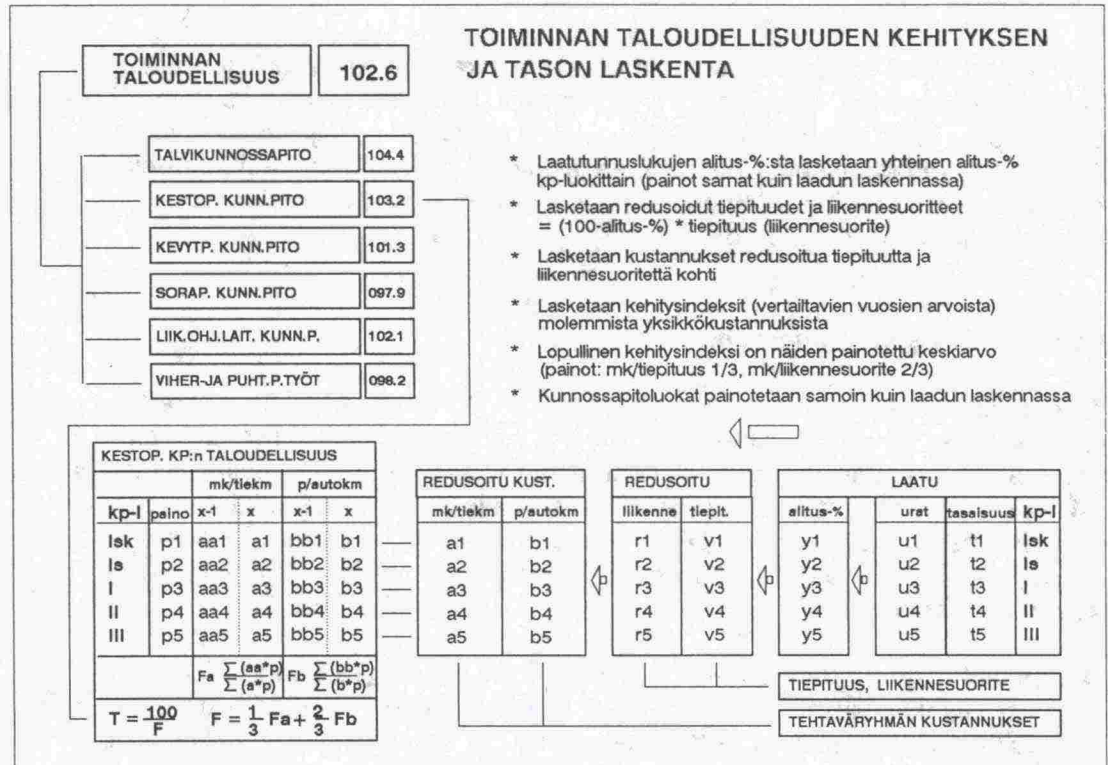 TOIMINNAN TALOUDELLISUUDEN KEHITYKSEN
JA TASON LASKENTA
TOIMINNAN
TALOUDELLISUUS 102.6
TALVIKUNNOSSAPITO 104.4
KESTOP. KUNN.PITO 103.2
KEVYTP. KUNN.PITO 101.3
SORAP. KUNN.PITO 097.9
LIIK.OHJ.LAIT. KUNN.P. 102.1
VIHER-JA PUHT.P.TYÖT 098.2
* Laatutunnuslukujen alitus-%:sta lasketaan yhteinen alitus-%
kp-luokittain (painot samat kuin laadun laskennassa)
* Lasketaan redusoidut tiepituudet ja liikennesuoritteet
= (100-alitus-%) * tiepituus (liikennesuorite)
* Lasketaan kustannukset redusoitua tiepituutta ja
liikennesuoritettä kohti
* Lasketaan kehitysindeksit (vertailtavien vuosien arvoista)
molemmista yksikkökustannuksista
* Lopullinen kehitysindeksi on näiden painotettu keskiarvo
(painot: mk/tiepituus 1/3, mk/liikennesuorite 2/3)
* Kunnossapitoluokat painotetaan samoin kuin laadun laskennassa
KESTOP. KP:n TALOUDELLISUUS
mk/tiekm p/autokm
kp-l paino x-1 x x-1 x
Isk p1 aa1 a1 bb1 b1
Is p2 aa2 a2 bb2 b2
I p3 aa3 a3 bb3 b3
II p4 aa4 a4 bb4 b4
III p5 aa5 a5 bb5 b5
Fa ∑(aa*p) Fb ∑(bb*p)
∑(a*p) ∑(b*p)
T = 100/F F = 1/3 Fa + 2/3 Fb
REDUSOITU KUST.
mk/tiekm p/autokm
a1 b1
a2 b2
a3 b3
a4 b4
a5 b5
REDUSOITU
liikenne tiepit.
r1 v1
r2 v2
r3 v3
r4 v4
r5 v5
LAATU
alitus-% urat tasaisuus kp-l
y1 u1 t1 Isk
y2 u2 t2 Is
y3 u3 t3 I
y4 u4 t4 II
y5 u5 t5 III
TIEPITUUS, LIIKENNESUORITE
TEHTAVÄRYHMÄN KUSTANNUKSET